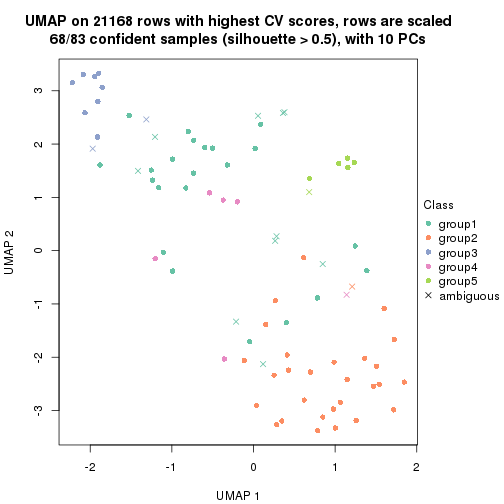 UMAP on 21168 rows with highest CV scores, rows are scaled
68/83 confident samples (silhouette > 0.5), with 10 PCs
3
2
1
0
-1
-2
-3
UMAP 2
-2
-1
0
1
2
UMAP 1
Class
group1
group2
group3
group4
group5
ambiguous